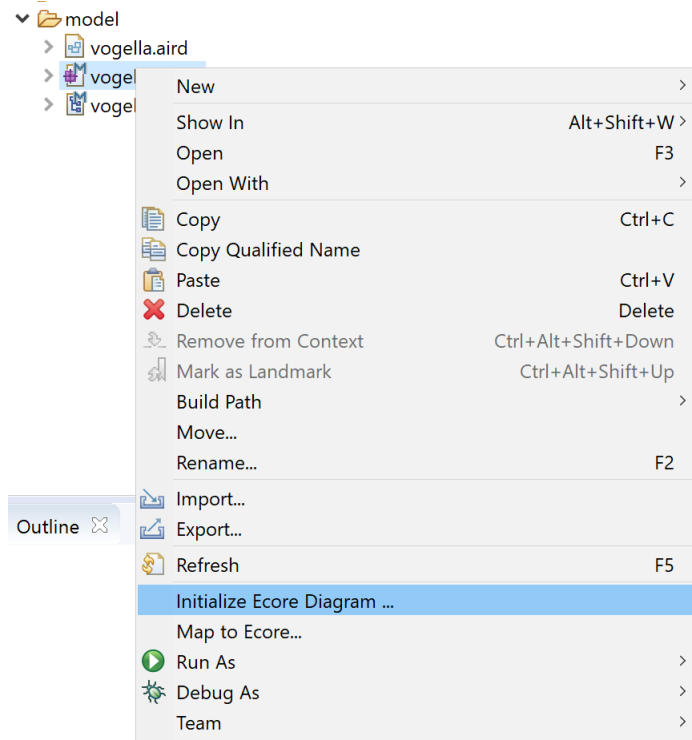 model
vogella.aird
vogel
vogel
New
Show In Alt+Shift+W
Open F3
Open With
Copy Ctrl+C
Copy Qualified Name
Paste Ctrl+V
Delete Delete
Remove from Context Ctrl+Alt+Shift+Down
Mark as Landmark Ctrl+Alt+Shift+Up
Build Path
Move...
Rename... F2
Import...
Outline
Export...
Refresh F5
Initialize Ecore Diagram ...
Map to Ecore...
Run As
Debug As
Team